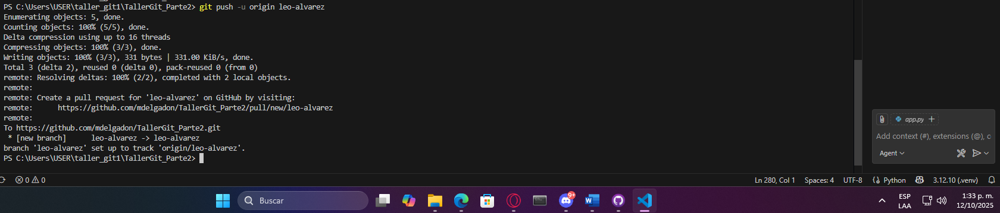 PS C:\Users\USER\taller_git1\TallerGit_Parte2> git push -u origin leo-alvarez
Enumerating objects: 5, done.
Counting objects: 100% (5/5), done.
Delta compression using up to 16 threads
Compressing objects: 100% (3/3), done.
Writing objects: 100% (3/3), 331 bytes | 331.00 KiB/s, done.
Total 3 (delta 2), reused 0 (delta 0), pack-reused 0 (from 0)
remote: Resolving deltas: 100% (2/2), completed with 2 local objects.
remote:
remote: Create a pull request for 'leo-alvarez' on GitHub by visiting:
remote:      https://github.com/mdelgadon/TallerGit_Parte2/pull/new/leo-alvarez
remote:
To https://github.com/mdelgadon/TallerGit_Parte2.git
 * [new branch]      leo-alvarez -> leo-alvarez
branch 'leo-alvarez' set up to track 'origin/leo-alvarez'.
PS C:\Users\USER\taller_git1\TallerGit_Parte2>
app.py +
Add context (#), extensions (@), c
Agent
0 0
Ln 280, Col 1 Spaces: 4 UTF-8 Python 3.12.10 (.venv)
Buscar
9+
ESP
LAA
1:33 p. m.
12/10/2025